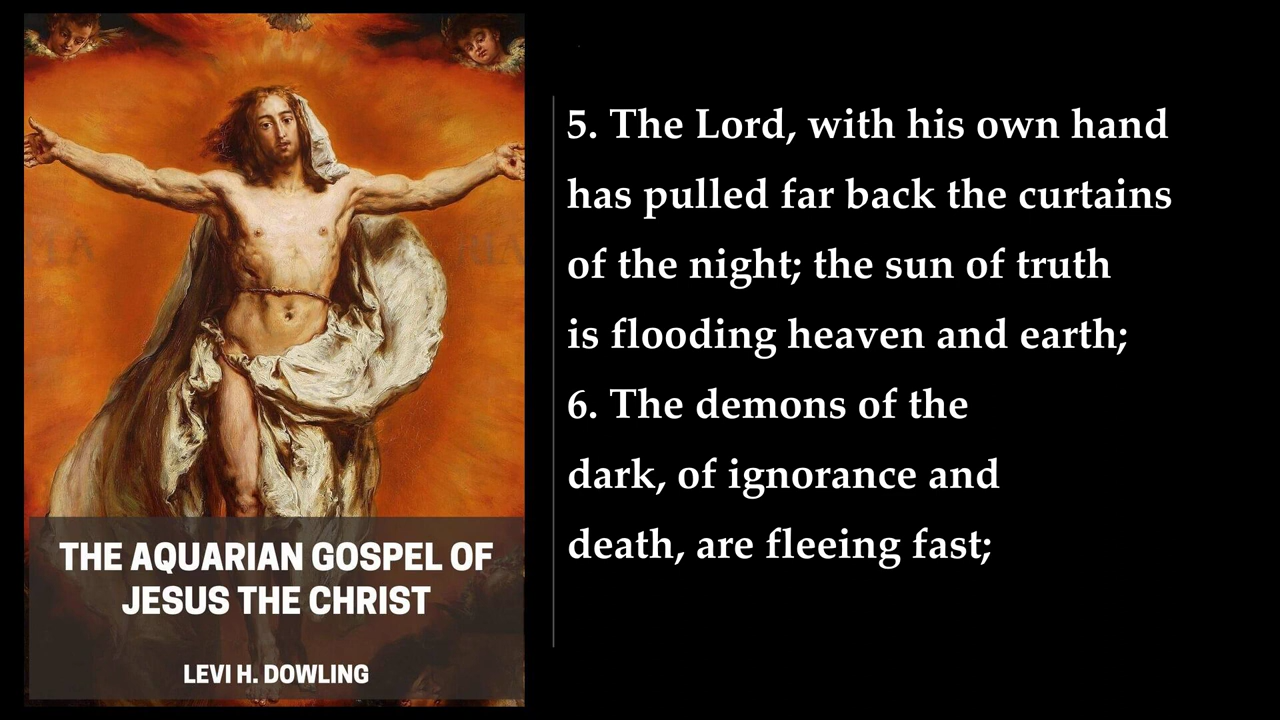 THE AQUARIAN GOSPEL OF
JESUS THE CHRIST
LEVI H. DOWLING
5. The Lord, with his own hand
has pulled far back the curtains
of the night; the sun of truth
is flooding heaven and earth;
6. The demons of the
dark, of ignorance and
death, are fleeing fast;